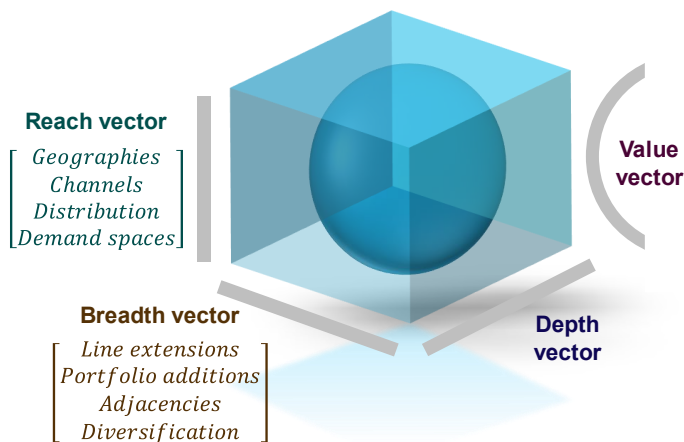 Reach vector
Geographies
Channels
Distribution
Demand spaces
Value
vector
Breadth vector
Line extensions
Portfolio additions
Adjacencies
Diversification
Depth
vector